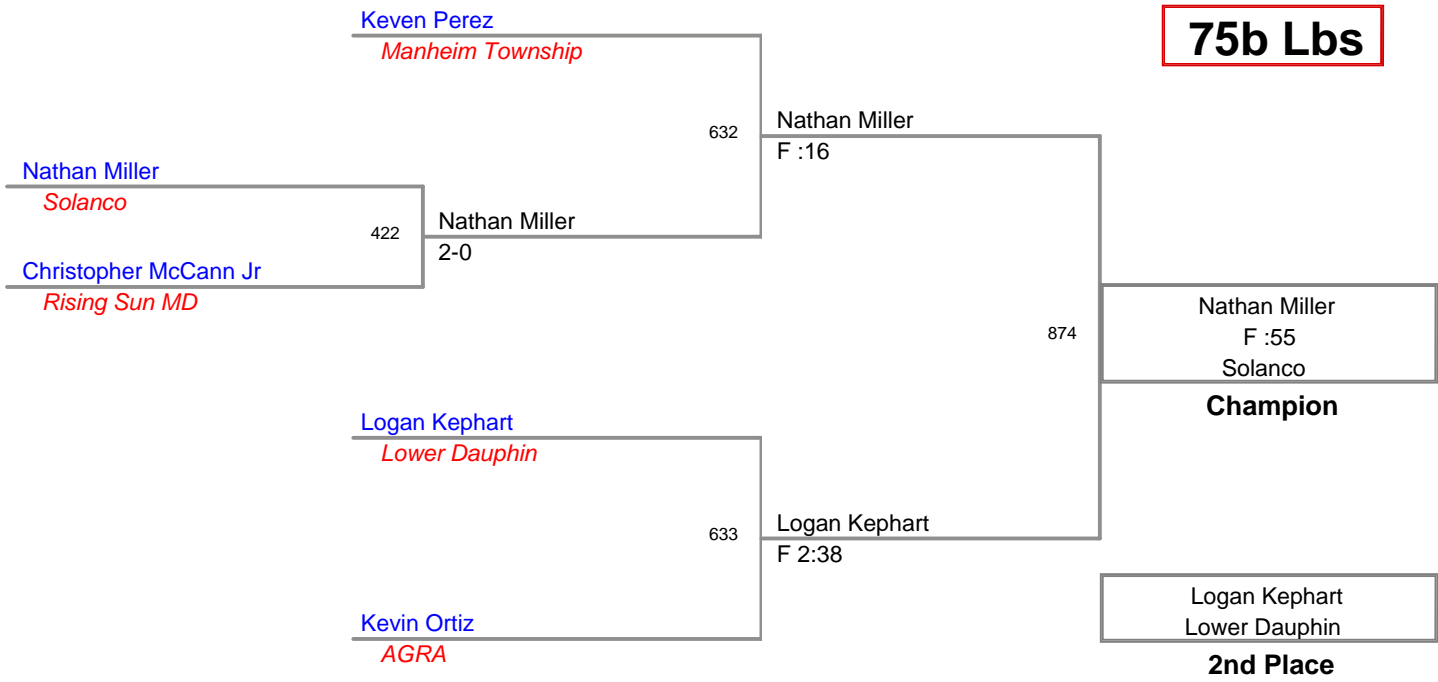 Keven Perez
Manheim Township
75b Lbs
632
Nathan Miller
F :16
Nathan Miller
Solanco
422
Nathan Miller
2-0
Christopher McCann Jr
Rising Sun MD
874
Nathan Miller
F :55
Solanco
Champion
Logan Kephart
Lower Dauphin
633
Logan Kephart
F 2:38
Kevin Ortiz
AGRA
Logan Kephart
Lower Dauphin
2nd Place